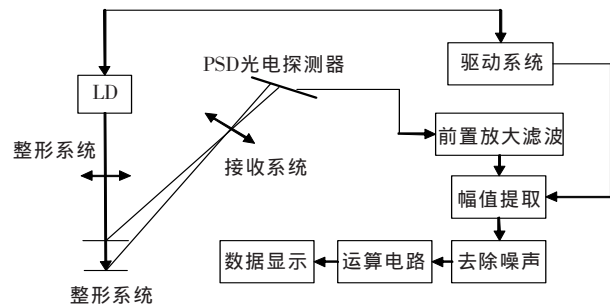 PSD光电探测器
驱动系统
LD
前置放大滤波
整形系统
接收系统
幅值提取
数据显示
运算电路
去除噪声
整形系统